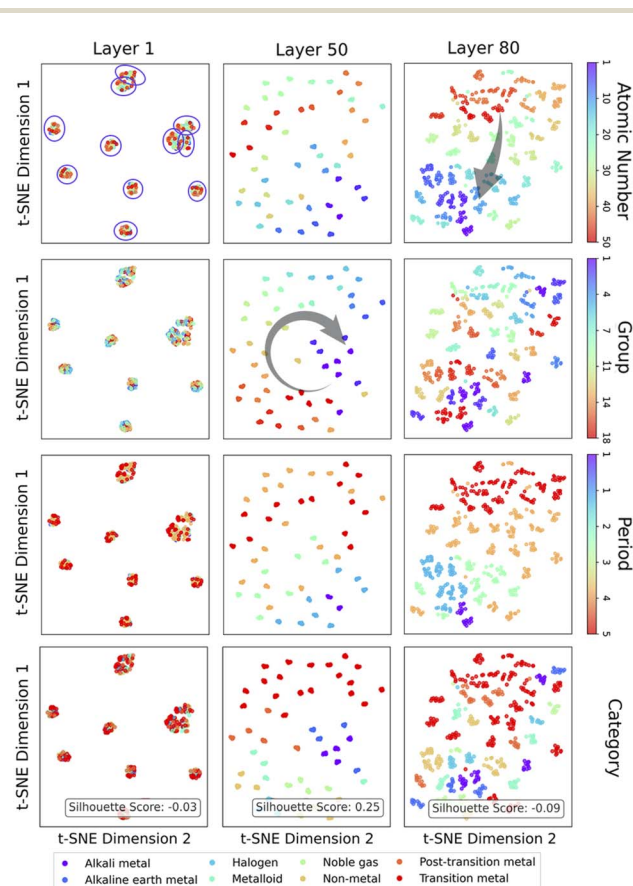 Layer 1
Layer 50
Layer 80
t-SNE Dimension 1
1
10
20
30
40
50
Atomic Number
t-SNE Dimension 1
1
4
7
11
14
18
Group
t-SNE Dimension 1
1
2
3
4
5
Period
t-SNE Dimension 1
Category
Silhouette Score: -0.03
Silhouette Score: 0.25
Silhouette Score: -0.09
t-SNE Dimension 2
t-SNE Dimension 2
t-SNE Dimension 2
Alkali metal
Halogen
Noble gas
Post-transition metal
Alkaline earth metal
Metalloid
Non-metal
Transition metal